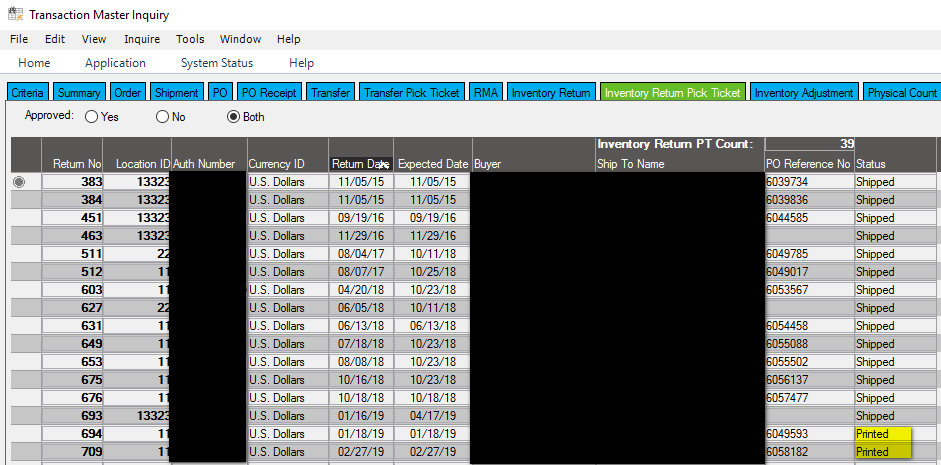 Transaction Master Inquiry
File Edit View Inquire Tools Window Help
Home Application System Status Help
Criteria Summary Order Shipment PO PO Receipt Transfer Transfer Pick Ticket RMA Inventory Return Inventory Return Pick Ticket Inventory Adjustment Physical Count
Approved: Yes No Both
Inventory Return PT Count: 39
Return No Location ID Auth Number Currency ID Return Date Expected Date Buyer Ship To Name PO Reference No Status
383 13323 U.S. Dollars 11/05/15 11/05/15 6039734 Shipped
384 13323 U.S. Dollars 11/05/15 11/05/15 6039836 Shipped
451 13323 U.S. Dollars 09/19/16 09/19/16 6044585 Shipped
463 13323 U.S. Dollars 11/29/16 11/29/16 Shipped
511 22 U.S. Dollars 08/04/17 10/11/18 6049785 Shipped
512 11 U.S. Dollars 08/07/17 10/25/18 6049017 Shipped
603 11 U.S. Dollars 04/20/18 10/23/18 6053567 Shipped
627 22 U.S. Dollars 06/05/18 10/11/18 Shipped
631 11 U.S. Dollars 06/13/18 06/13/18 6054458 Shipped
649 11 U.S. Dollars 07/18/18 10/23/18 6055088 Shipped
653 11 U.S. Dollars 08/08/18 10/23/18 6055502 Shipped
675 11 U.S. Dollars 10/16/18 10/23/18 6056137 Shipped
676 11 U.S. Dollars 10/18/18 10/18/18 6057477 Shipped
693 13323 U.S. Dollars 01/16/19 04/17/19 Shipped
694 11 U.S. Dollars 01/18/19 01/18/19 6049593 Printed
709 11 U.S. Dollars 02/27/19 02/27/19 6058182 Printed